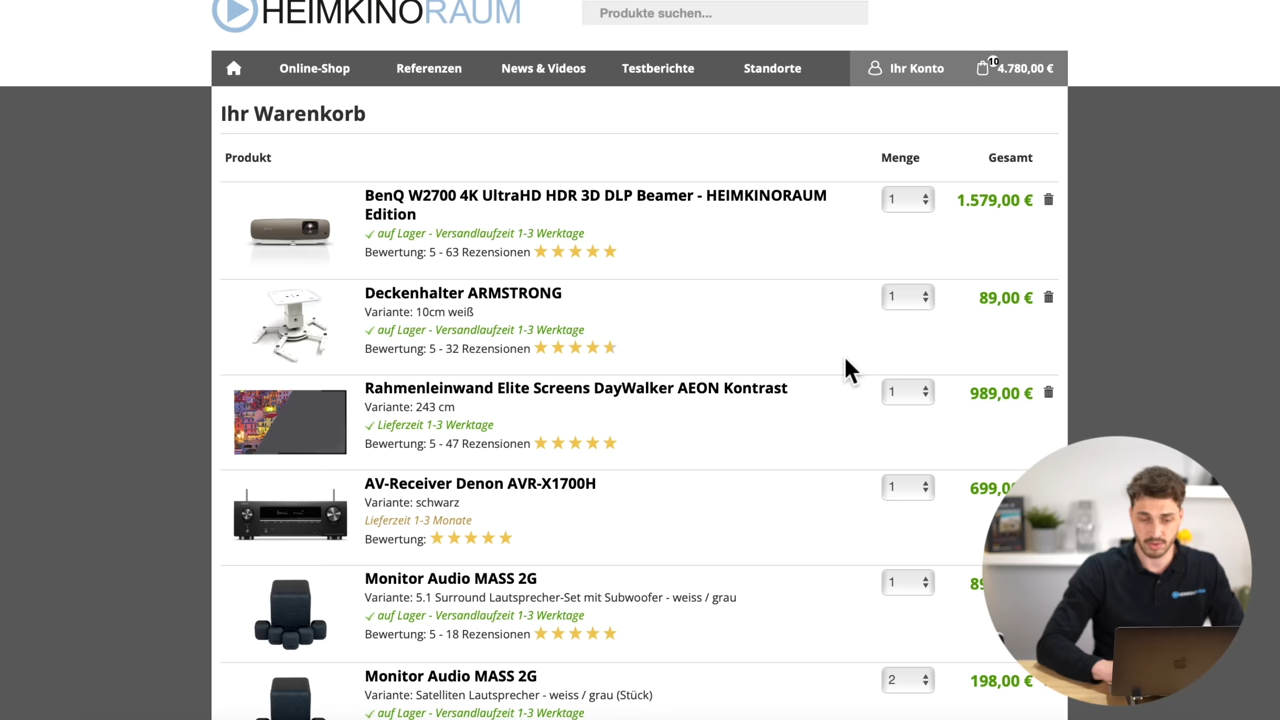 HEIMKINORAUM
Produkte suchen...
Online-Shop Referenzen News & Videos Testberichte Standorte Ihr Konto 10 4.780,00 €
Ihr Warenkorb
Produkt Menge Gesamt
BenQ W2700 4K UltraHD HDR 3D DLP Beamer - HEIMKINORAUM 1 1.579,00 €
Edition
auf Lager - Versandlaufzeit 1-3 Werktage
Bewertung: 5 - 63 Rezensionen
Deckenhalter ARMSTRONG 1 89,00 €
Variante: 10cm weiß
auf Lager - Versandlaufzeit 1-3 Werktage
Bewertung: 5 - 32 Rezensionen
Rahmenleinwand Elite Screens DayWalker AEON Kontrast 1 989,00 €
Variante: 243 cm
Lieferzeit 1-3 Werktage
Bewertung: 5 - 47 Rezensionen
AV-Receiver Denon AVR-X1700H 1 699,0
Variante: schwarz
Lieferzeit 1-3 Monate
Bewertung:
Monitor Audio MASS 2G 1 89
Variante: 5.1 Surround Lautsprecher-Set mit Subwoofer - weiss / grau
auf Lager - Versandlaufzeit 1-3 Werktage
Bewertung: 5 - 18 Rezensionen
Monitor Audio MASS 2G 2 198,00 €
Variante: Satelliten Lautsprecher - weiss / grau (Stück)
auf Lager - Versandlaufzeit 1-3 Werktage